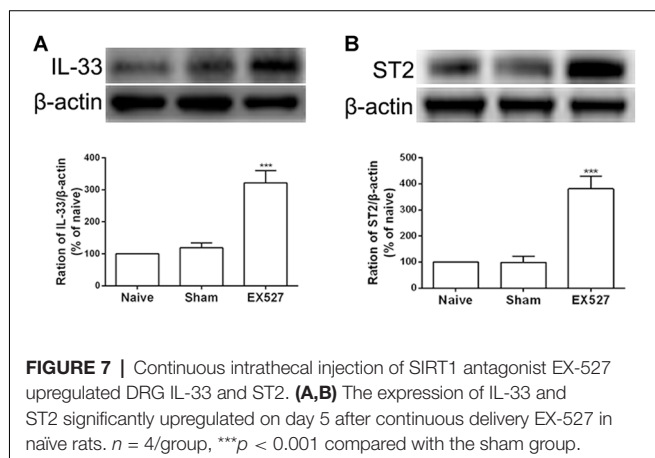 A
IL-33
β-actin
400
300
200
100
0
Ration of IL-33/β-actin
(% of naive)
***
Naive
Sham
EX527
B
ST2
β-actin
500
400
300
200
100
0
Ration of ST2/β-actin
(% of naive)
***
Naive
Sham
EX527
FIGURE 7 | Continuous intrathecal injection of SIRT1 antagonist EX-527
upregulated DRG IL-33 and ST2. (A,B) The expression of IL-33 and
ST2 significantly upregulated on day 5 after continuous delivery EX-527 in
naïve rats. n = 4/group, ***p < 0.001 compared with the sham group.